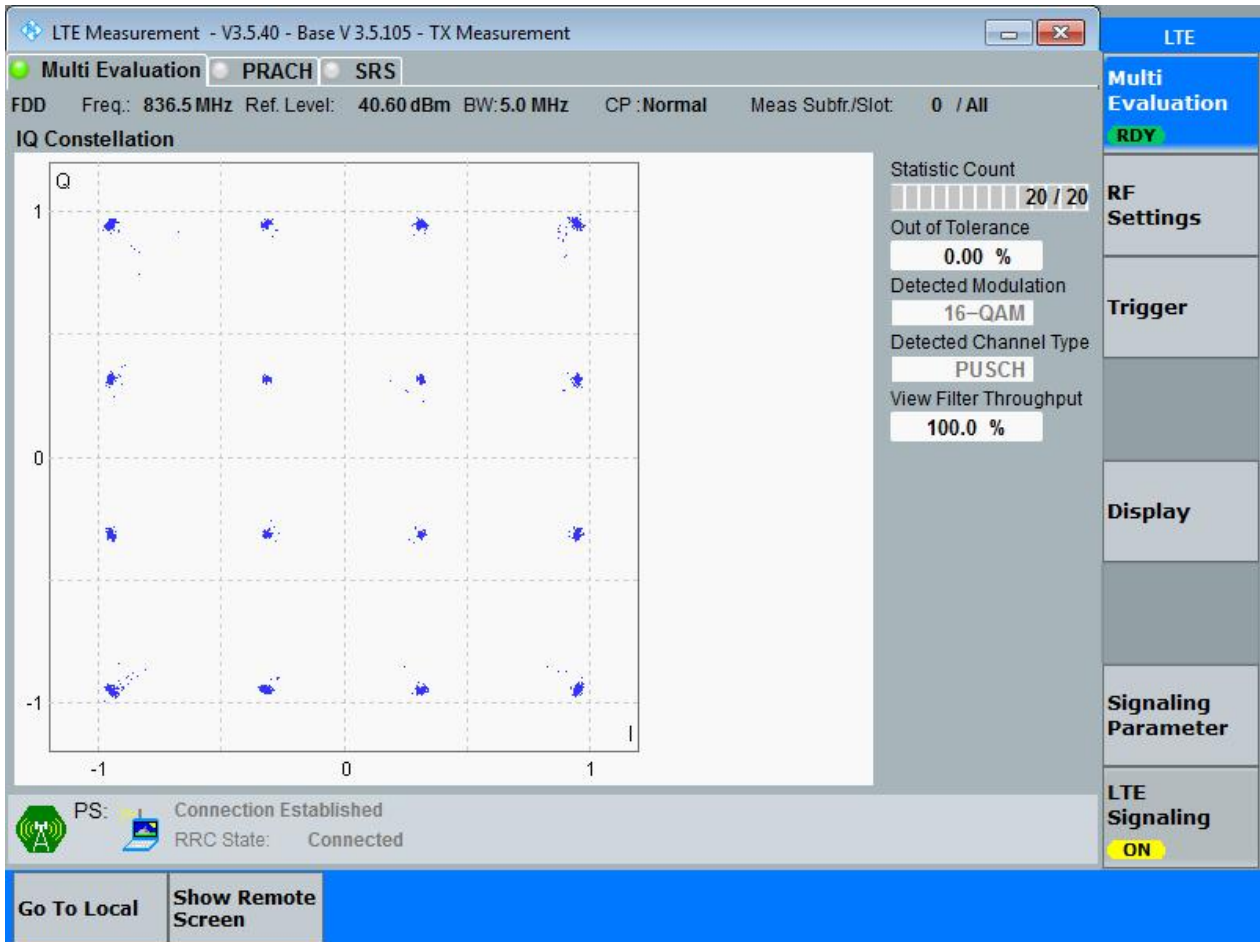 LTE Measurement - V3.5.40 - Base V 3.5.105 - TX Measurement
LTE
Multi Evaluation PRACH SRS
FDD Freq.: 836.5 MHz Ref. Level: 40.60 dBm BW: 5.0 MHz CP : Normal Meas Subfr./Slot: 0 / All
IQ Constellation
Q
1
0
-1
I
-1 0 1
Statistic Count
20 / 20
Out of Tolerance
0.00 %
Detected Modulation
16-QAM
Detected Channel Type
PUSCH
View Filter Throughput
100.0 %
Multi
Evaluation
RDY
RF
Settings
Trigger
Display
Signaling
Parameter
LTE
Signaling
ON
PS: Connection Established
RRC State: Connected
Go To Local
Show Remote
Screen